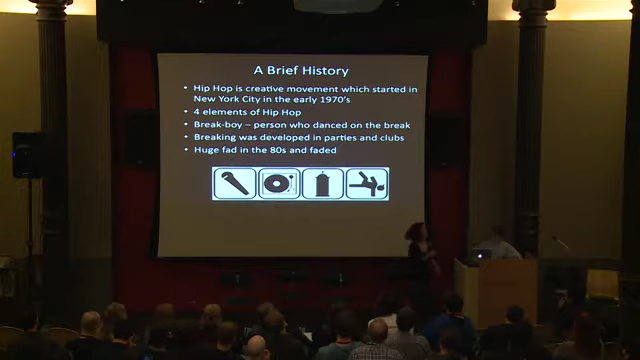 A Brief History
• Hip Hop is creative movement which started in
New York City in the early 1970's
• 4 elements of Hip Hop
• Break-boy – person who danced on the break
• Breaking was developed in parties and clubs
• Huge fad in the 80s and faded